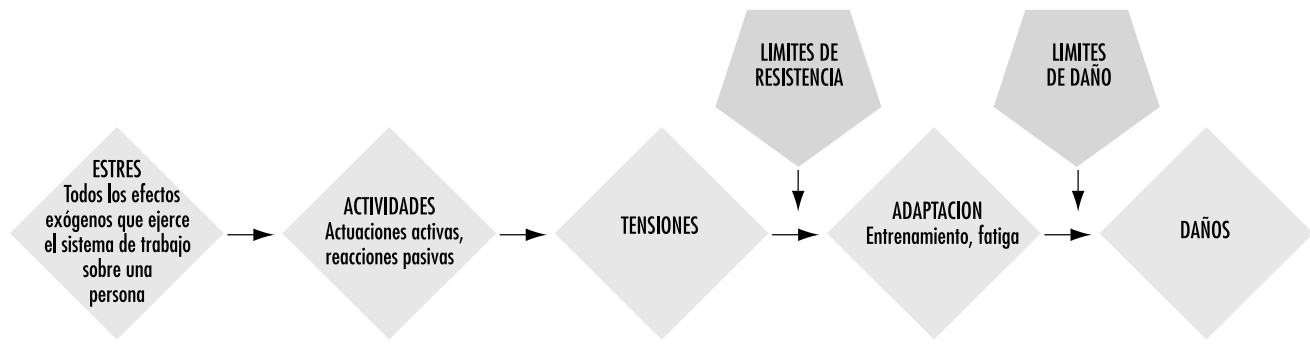 LIMITES DE
RESISTENCIA
LIMITES
DE DAÑO
ESTRES
Todos los efectos
exógenos que ejerce
el sistema de trabajo
sobre una
persona
ACTIVIDADES
Actuaciones activas,
reacciones pasivas
TENSIONES
ADAPTACION
Entrenamiento, fatiga
DAÑOS